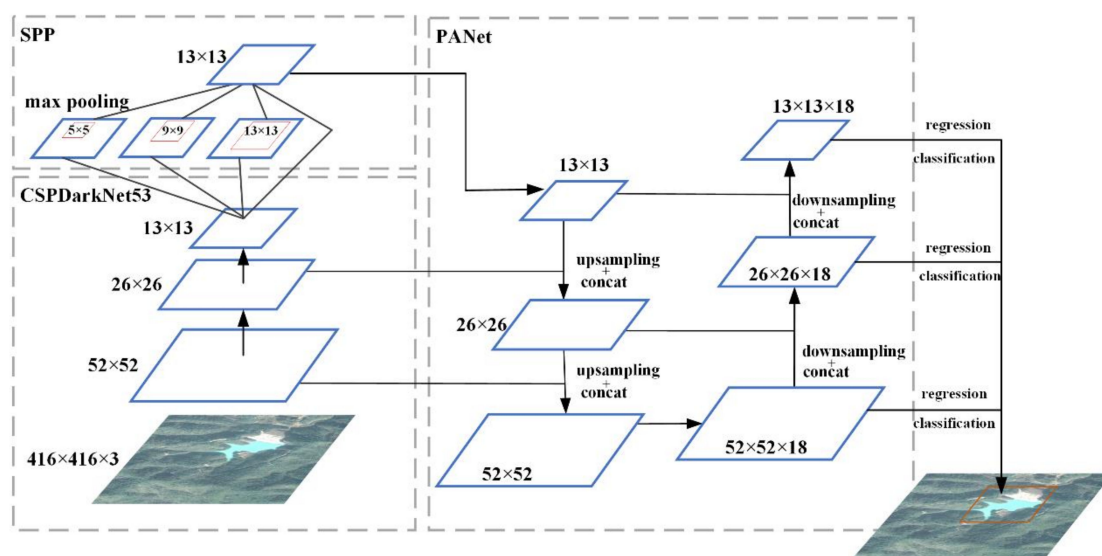 SPP
13×13
max pooling
5×5
9×9
13×13
CSPDarkNet53
13×13
26×26
52×52
416×416×3
PANet
13×13
upsampling
+
concat
26×26
upsampling
+
concat
52×52
13×13×18
downsampling
+
concat
26×26×18
downsampling
+
concat
52×52×18
regression
classification
regression
classification
regression
classification